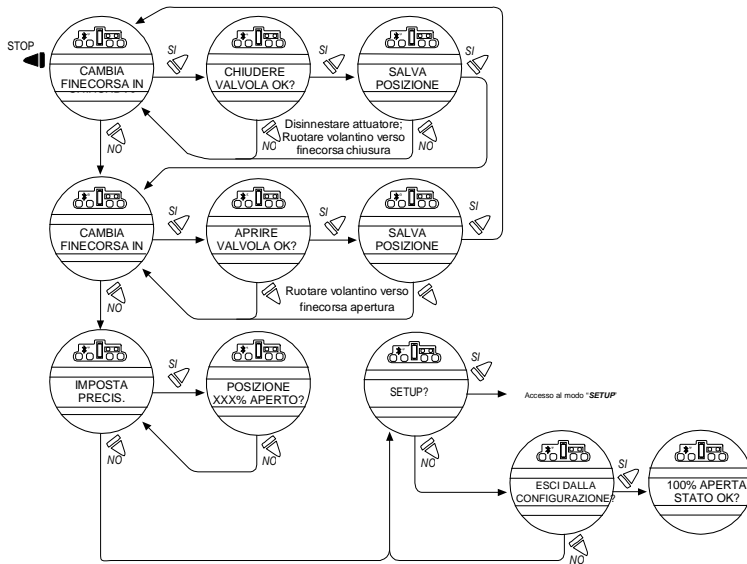 STOP
CAMBIA
FINECORSA IN
SI
CHIUDERE
VALVOLA OK?
SI
SALVA
POSIZIONE
SI
NO
NO
Disinnestare attuatore;
Ruotare volantino verso
finecorsa chiusura
NO
CAMBIA
FINECORSA IN
SI
APRIRE
VALVOLA OK?
SI
SALVA
POSIZIONE
SI
NO
NO
Ruotare volantino verso
finecorsa apertura
NO
IMPOSTA
PRECIS.
SI
POSIZIONE
XXX% APERTO?
SETUP?
SI
Accesso al modo "SETUP"
NO
NO
NO
ESCI DALLA
CONFIGURAZIONE?
SI
100% APERTA
STATO OK?
NO